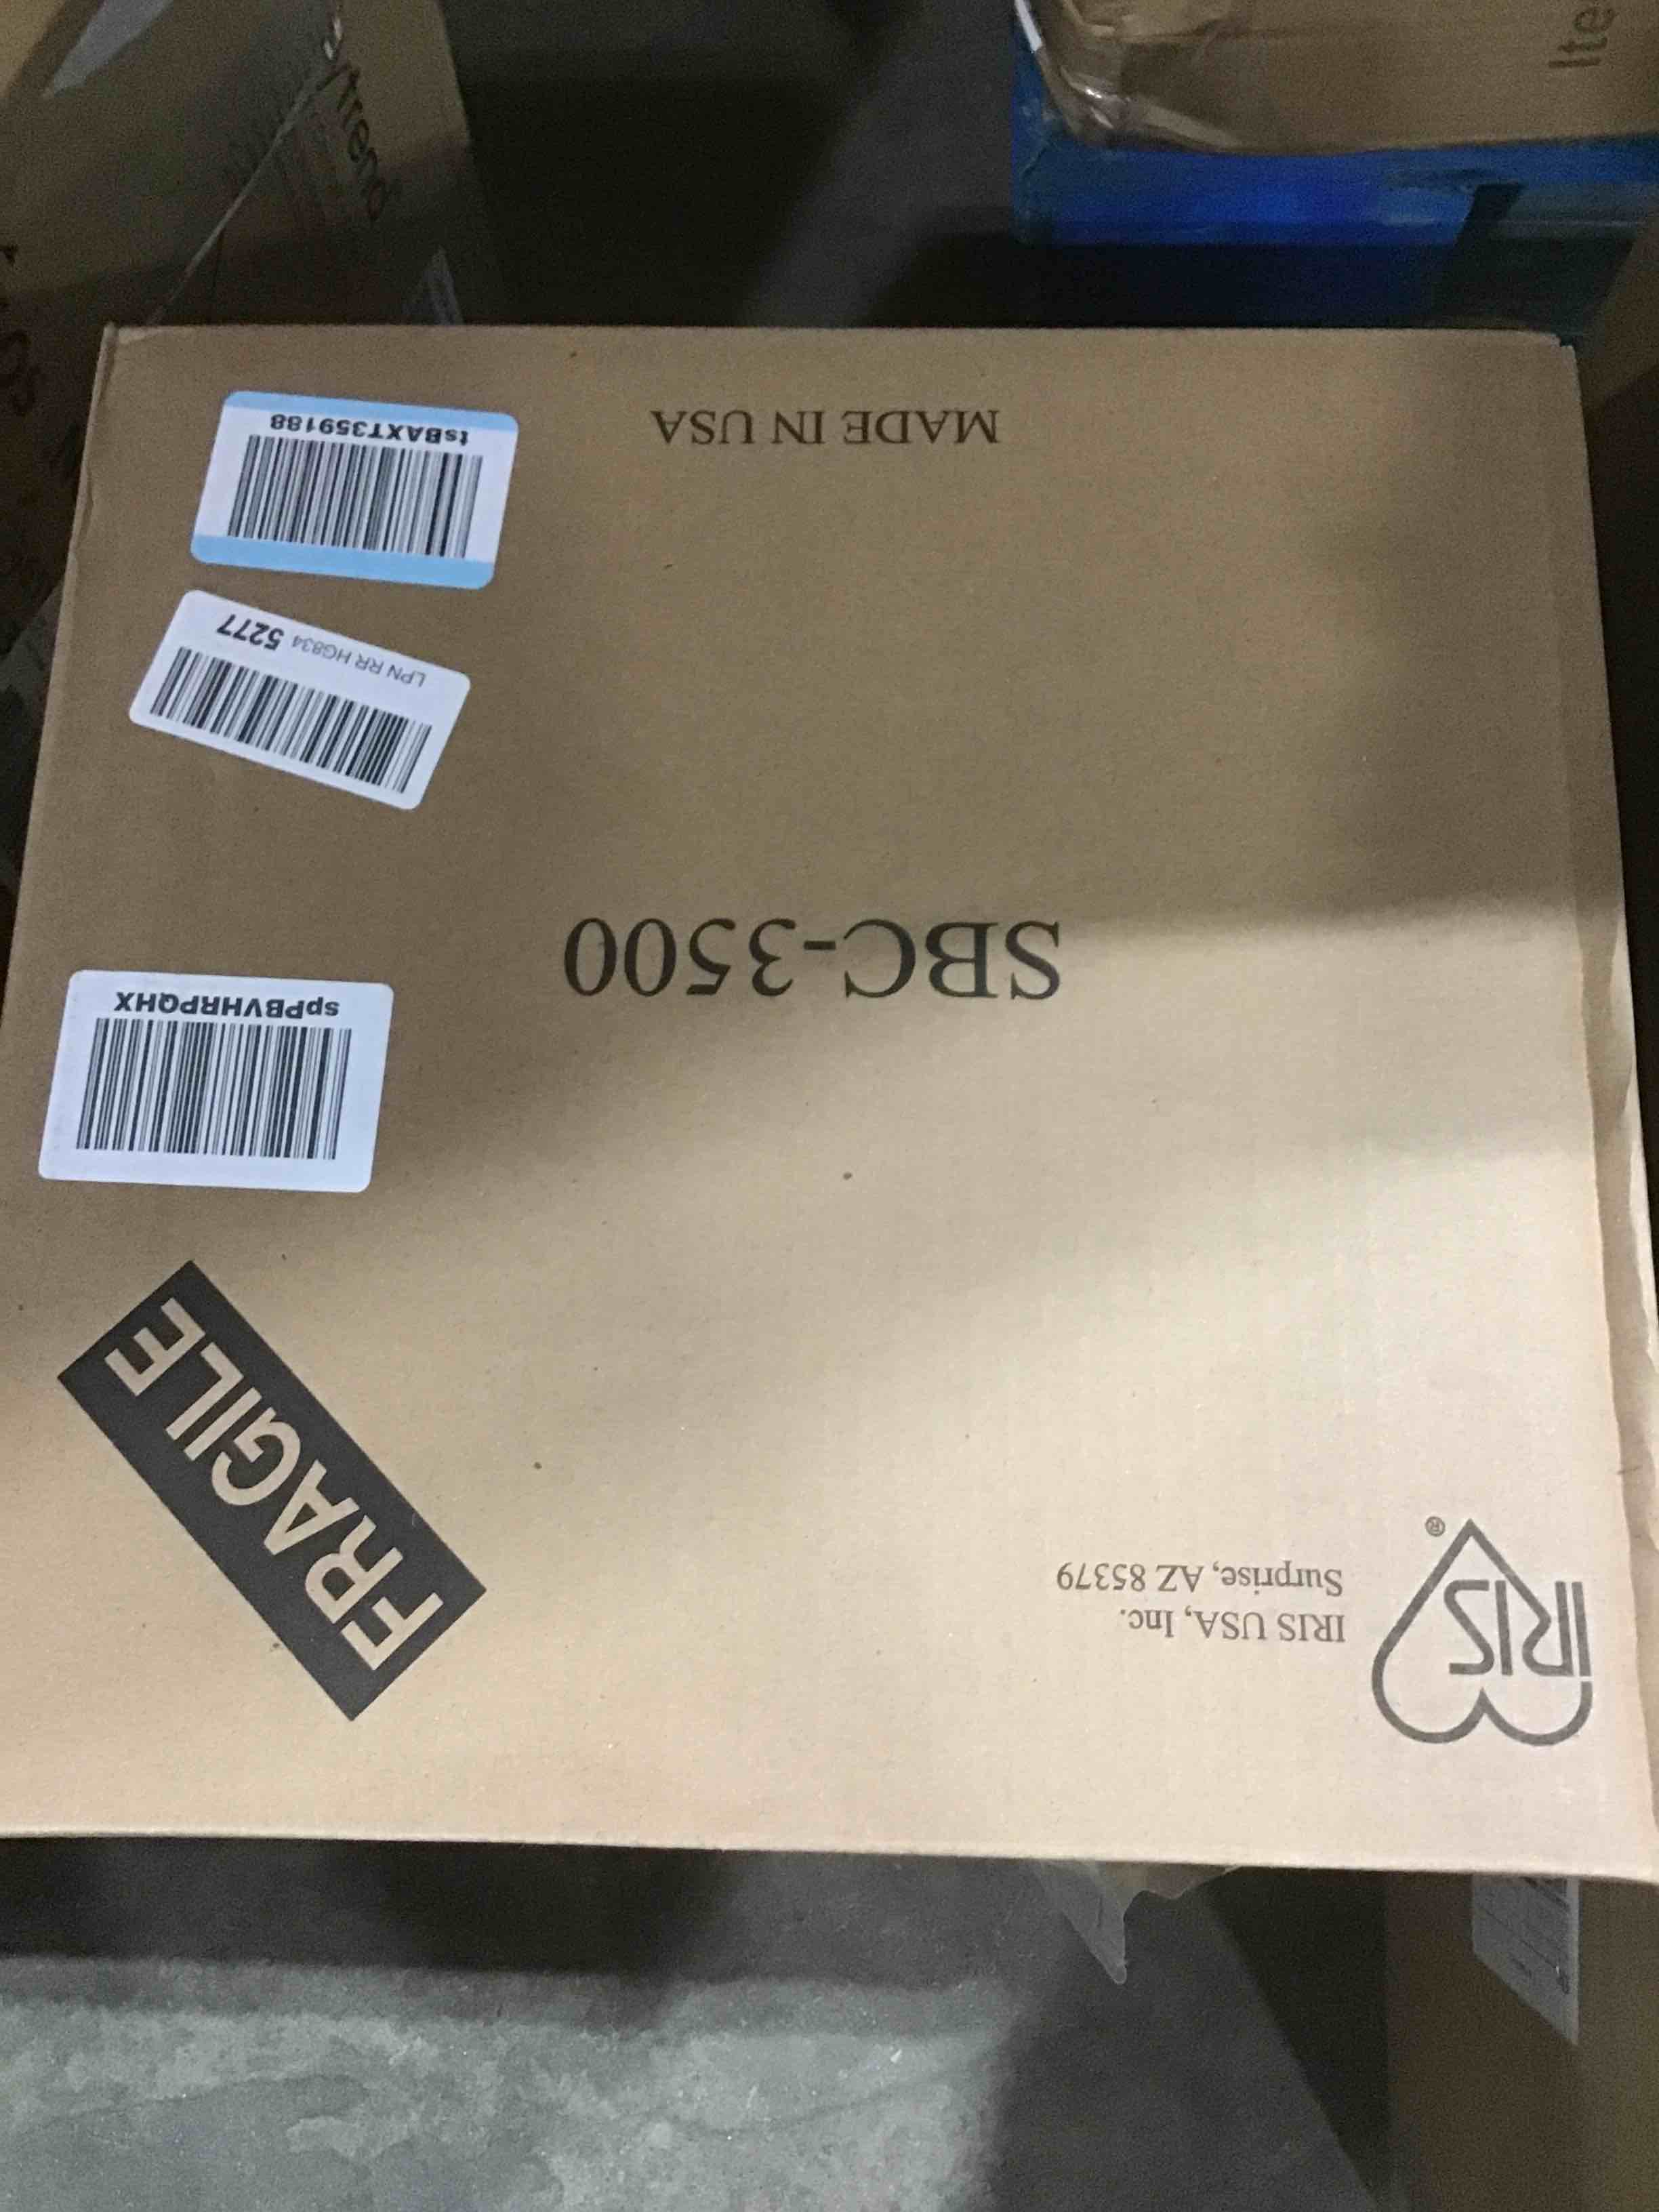 IRIS
®
IRIS USA, Inc.
Surprise, AZ 85379
FRAGILE
SBC-3500
spPBVHRPQHX
LPN RR HG834 5277
tsBAXT359188
MADE IN USA